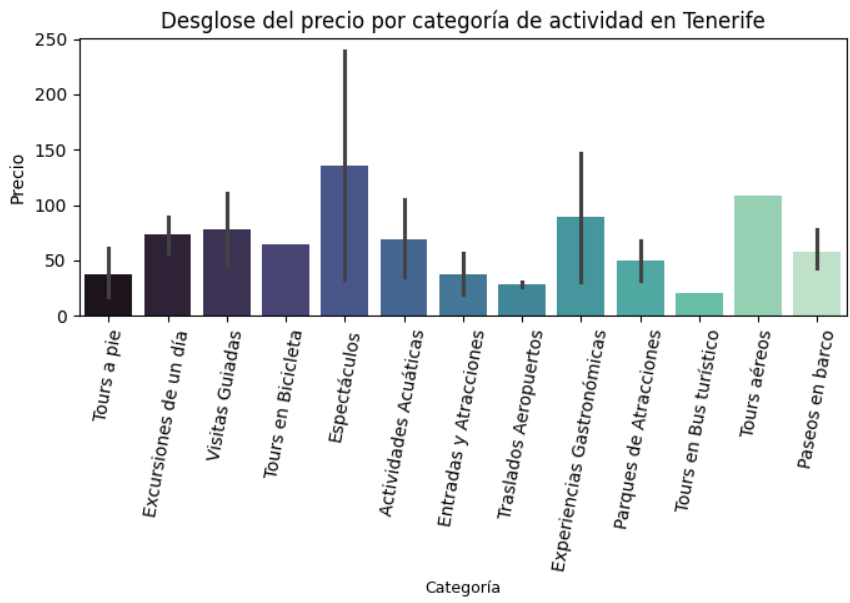 Desglose del precio por categoría de actividad en Tenerife
Precio
250
200
150
100
50
0
Tours a pie
Excursiones de un día
Visitas Guiadas
Tours en Bicicleta
Espectáculos
Actividades Acuáticas
Entradas y Atracciones
Traslados Aeropuertos
Experiencias Gastronómicas
Parques de Atracciones
Tours en Bus turístico
Tours aéreos
Paseos en barco
Categoría